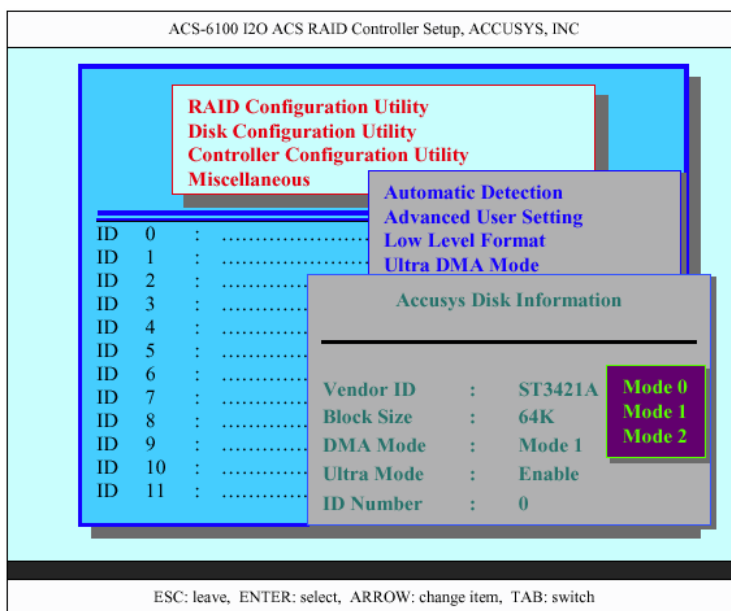 ACS-6100 I2O ACS RAID Controller Setup, ACCUSYS, INC
RAID Configuration Utility
Disk Configuration Utility
Controller Configuration Utility
Miscellaneous
Automatic Detection
Advanced User Setting
Low Level Format
Ultra DMA Mode
ID 0 : ......................
ID 1 : ......................
ID 2 : .............
ID 3 : .............
ID 4 : .............
ID 5 : .............
ID 6 : .............
ID 7 : .............
ID 8 : .............
ID 9 : .............
ID 10 : .............
ID 11 : .............
Accusys Disk Information
Vendor ID : ST3421A
Block Size : 64K
DMA Mode : Mode 1
Ultra Mode : Enable
ID Number : 0
Mode 0
Mode 1
Mode 2
ESC: leave, ENTER: select, ARROW: change item, TAB: switch